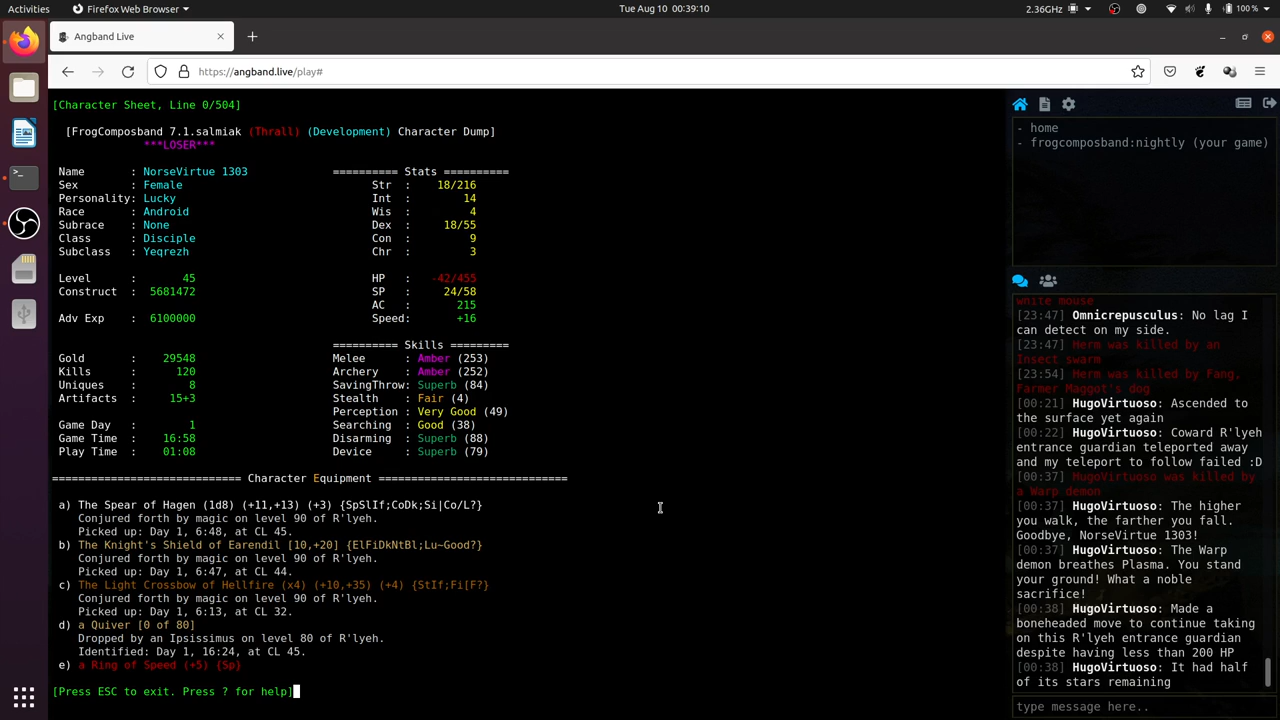 Activities
Firefox Web Browser
Tue Aug 10 00:39:10
2.36GHz
100 %
Angband Live
https://angband.live/play#
[Character Sheet, Line 0/504]
[FrogComposband 7.1.salmiak (Thrall) (Development) Character Dump]
***LOSER***
Name : NorseVirtue 1303
========== Stats ==========
Sex : Female
Str : 18/216
Personality: Lucky
Int : 14
Race : Android
Wis : 4
Subrace : None
Dex : 18/55
Class : Disciple
Con : 9
Subclass : Yeqrezh
Chr : 3
Level : 45
HP : -42/455
Construct : 5681472
SP : 24/58
AC : 215
Adv Exp : 6100000
Speed: +16
========== Skills =========
Gold : 29548
Melee : Amber (253)
Kills : 120
Archery : Amber (252)
Uniques : 8
SavingThrow: Superb (84)
Artifacts : 15+3
Stealth : Fair (4)
Perception : Very Good (49)
Game Day : 1
Searching : Good (38)
Game Time : 16:58
Disarming : Superb (88)
Play Time : 01:08
Device : Superb (79)
============================ Character Equipment =============================
a) The Spear of Hagen (1d8) (+11,+13) (+3) {SpSlIf;CoDk;Si|Co/L?}
Conjured forth by magic on level 90 of R'lyeh.
Picked up: Day 1, 6:48, at CL 45.
b) The Knight's Shield of Earendil [10,+20] {ElFiDkNtBl;Lu~Good?}
Conjured forth by magic on level 90 of R'lyeh.
Picked up: Day 1, 6:47, at CL 44.
c) The Light Crossbow of Hellfire (x4) (+10,+35) (+4) {StIf;Fi[F?}
Conjured forth by magic on level 90 of R'lyeh.
Picked up: Day 1, 6:13, at CL 32.
d) a Quiver [0 of 80]
Dropped by an Ipsissimus on level 80 of R'lyeh.
Identified: Day 1, 16:24, at CL 45.
e) a Ring of Speed (+5) {Sp}
[Press ESC to exit. Press ? for help]
- home
- frogcomposband:nightly (your game)
white mouse
[23:47] Omnicrepusculus: No lag I
can detect on my side.
[23:47] Herm was killed by an
Insect swarm
[23:54] Herm was killed by Fang,
Farmer Maggot's dog
[00:21] HugoVirtuoso: Ascended to
the surface yet again
[00:22] HugoVirtuoso: Coward R'lyeh
entrance guardian teleported away
and my teleport to follow failed :D
[00:37] HugoVirtuoso was killed by
a Warp demon
[00:37] HugoVirtuoso: The higher
you walk, the farther you fall.
Goodbye, NorseVirtue 1303!
[00:37] HugoVirtuoso: The Warp
demon breathes Plasma. You stand
your ground! What a noble
sacrifice!
[00:38] HugoVirtuoso: Made a
boneheaded move to continue taking
on this R'lyeh entrance guardian
despite having less than 200 HP
[00:38] HugoVirtuoso: It had half
of its stars remaining
type message here..